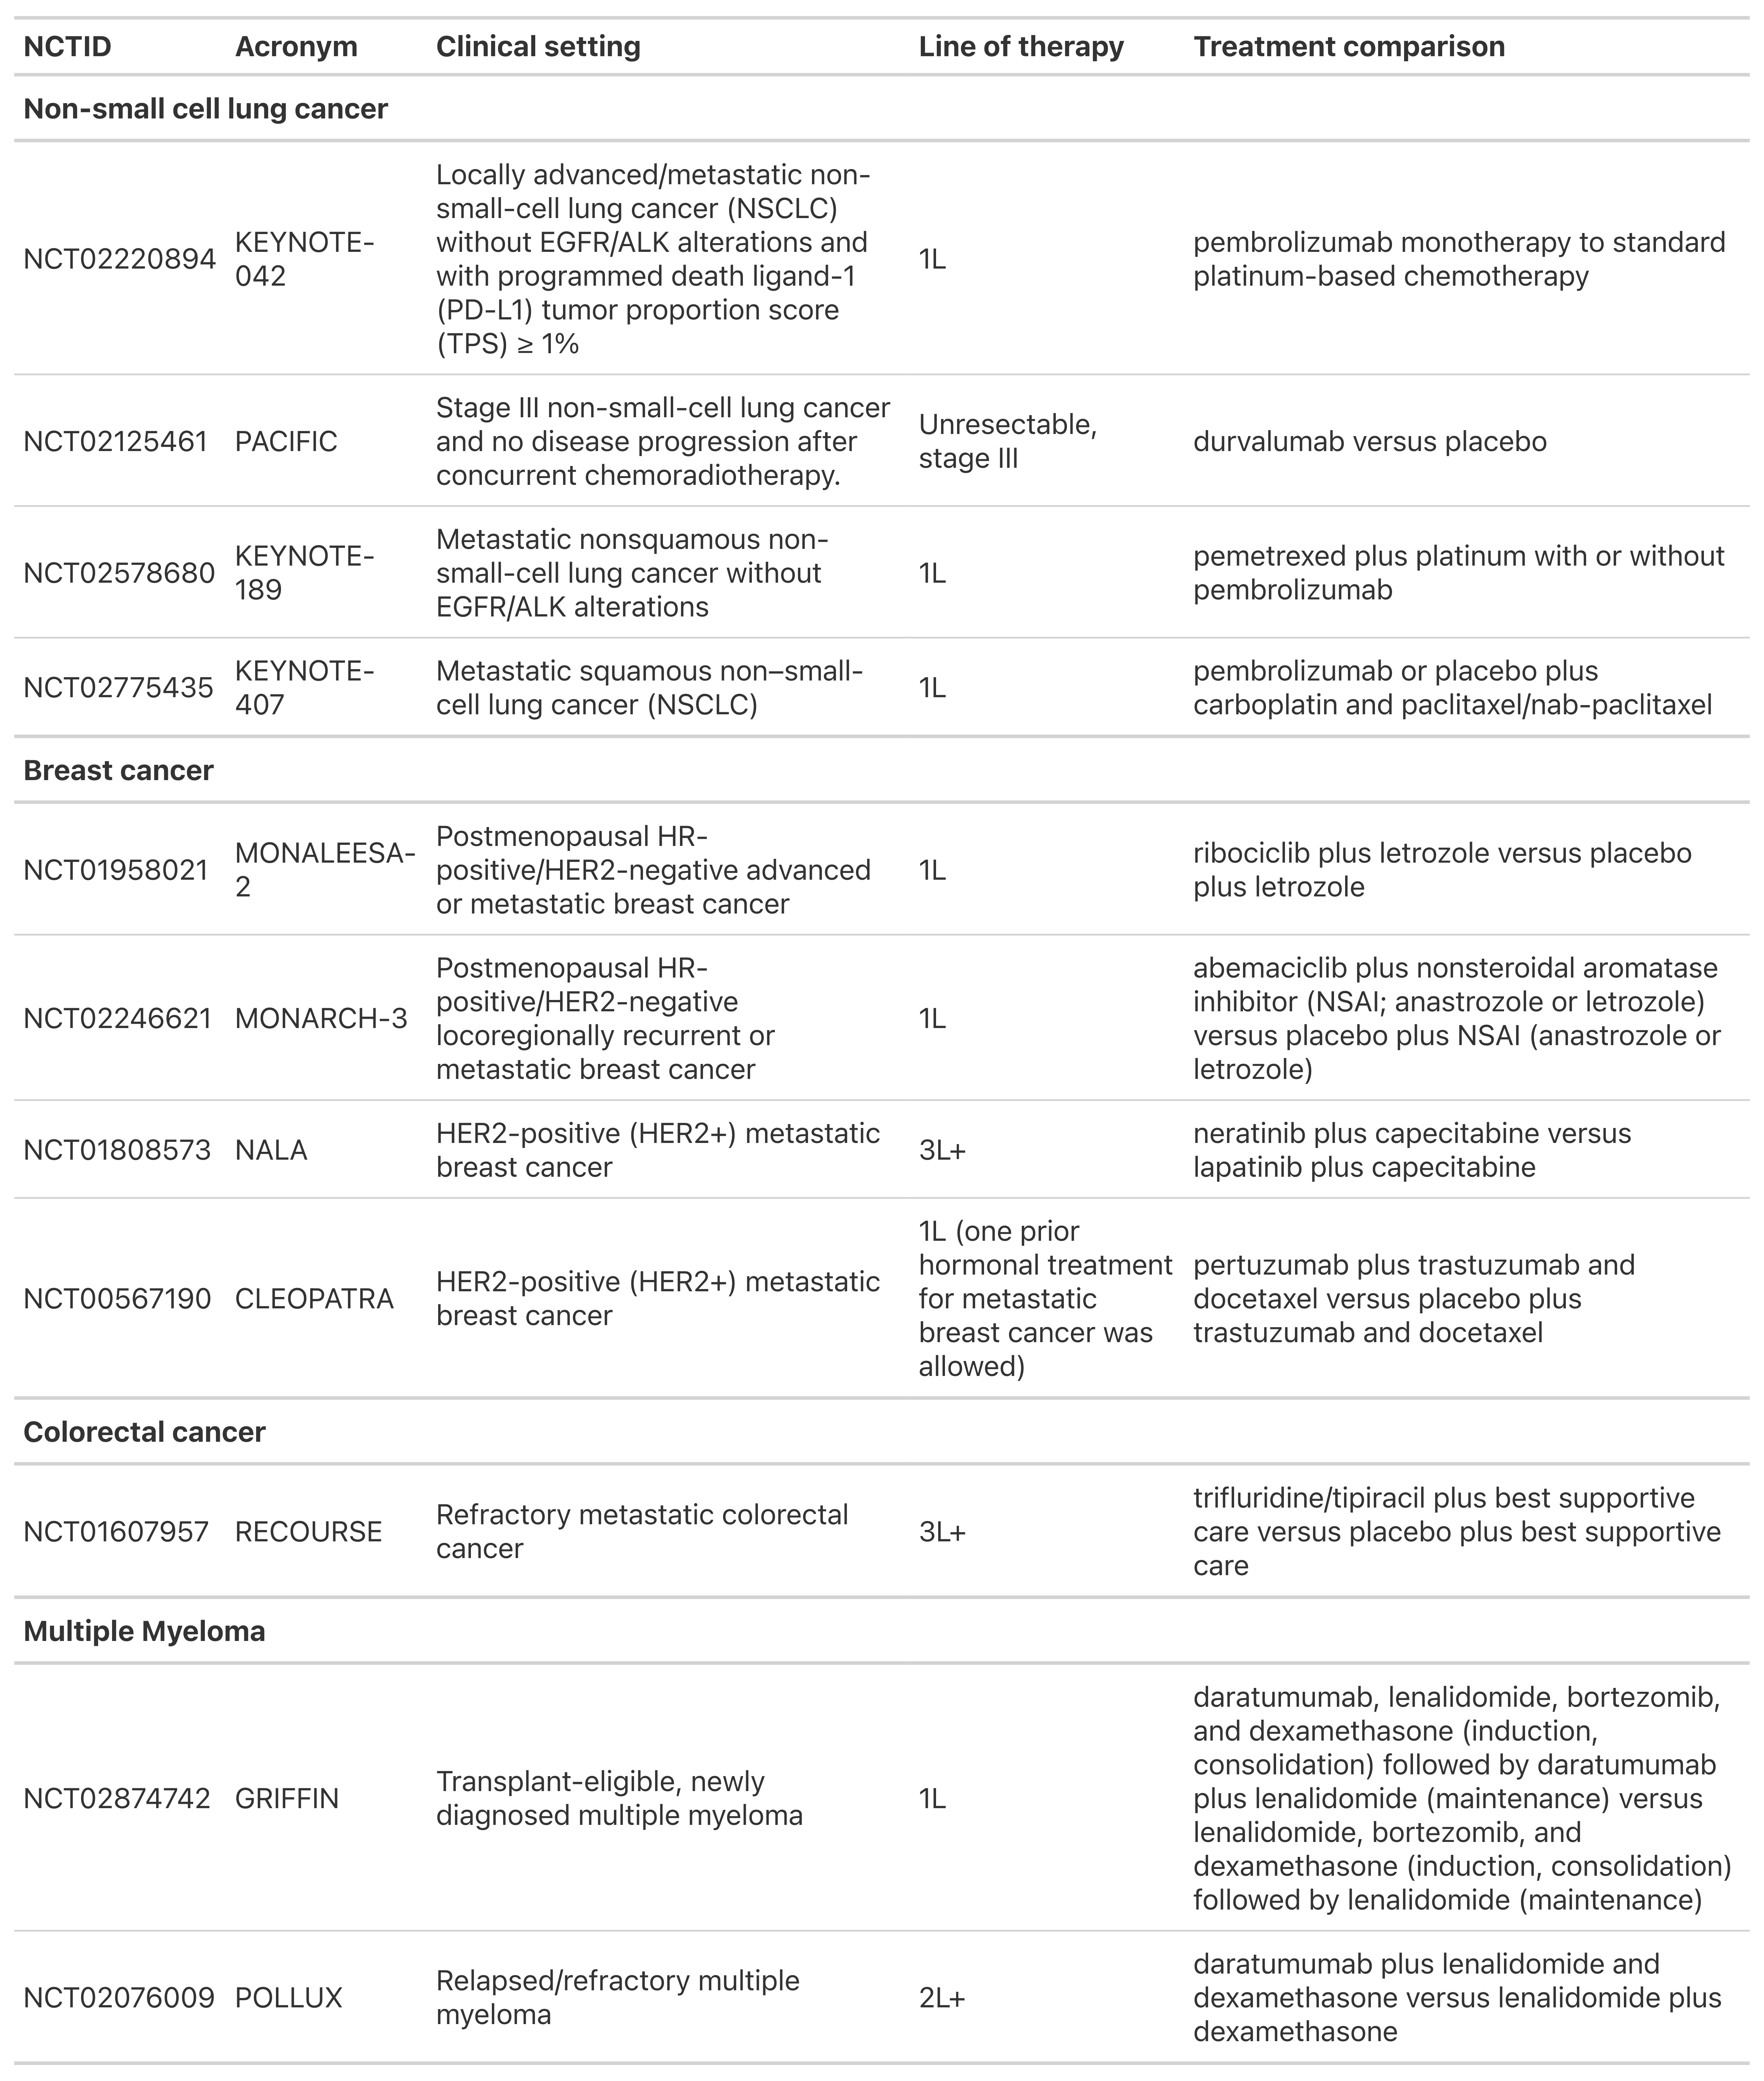 NCTID Acronym Clinical setting Line of therapy Treatment comparison
Non-small cell lung cancer
NCT02220894
KEYNOTE-
042
Locally advanced/metastatic non-
small-cell lung cancer (NSCLC)
without EGFR/ALK alterations and
with programmed death ligand-1
(PD-L1) tumor proportion score
(TPS) ≥ 1%
1L
pembrolizumab monotherapy to standard
platinum-based chemotherapy
NCT02125461
PACIFIC
Stage III non-small-cell lung cancer
and no disease progression after
concurrent chemoradiotherapy.
Unresectable,
stage III
durvalumab versus placebo
NCT02578680
KEYNOTE-
189
Metastatic nonsquamous non-
small-cell lung cancer without
EGFR/ALK alterations
1L
pemetrexed plus platinum with or without
pembrolizumab
NCT02775435
KEYNOTE-
407
Metastatic squamous non–small-
cell lung cancer (NSCLC)
1L
pembrolizumab or placebo plus
carboplatin and paclitaxel/nab-paclitaxel
Breast cancer
NCT01958021
MONALEESA-
2
Postmenopausal HR-
positive/HER2-negative advanced
or metastatic breast cancer
1L
ribociclib plus letrozole versus placebo
plus letrozole
NCT02246621
MONARCH-3
Postmenopausal HR-
positive/HER2-negative
locoregionally recurrent or
metastatic breast cancer
1L
abemaciclib plus nonsteroidal aromatase
inhibitor (NSAI; anastrozole or letrozole)
versus placebo plus NSAI (anastrozole or
letrozole)
NCT01808573
NALA
HER2-positive (HER2+) metastatic
breast cancer
3L+
neratinib plus capecitabine versus
lapatinib plus capecitabine
NCT00567190
CLEOPATRA
HER2-positive (HER2+) metastatic
breast cancer
1L (one prior
hormonal treatment
for metastatic
breast cancer was
allowed)
pertuzumab plus trastuzumab and
docetaxel versus placebo plus
trastuzumab and docetaxel
Colorectal cancer
NCT01607957
RECOURSE
Refractory metastatic colorectal
cancer
3L+
trifluridine/tipiracil plus best supportive
care versus placebo plus best supportive
care
Multiple Myeloma
NCT02874742
GRIFFIN
Transplant-eligible, newly
diagnosed multiple myeloma
1L
daratumumab, lenalidomide, bortezomib,
and dexamethasone (induction,
consolidation) followed by daratumumab
plus lenalidomide (maintenance) versus
lenalidomide, bortezomib, and
dexamethasone (induction, consolidation)
followed by lenalidomide (maintenance)
NCT02076009
POLLUX
Relapsed/refractory multiple
myeloma
2L+
daratumumab plus lenalidomide and
dexamethasone versus lenalidomide plus
dexamethasone